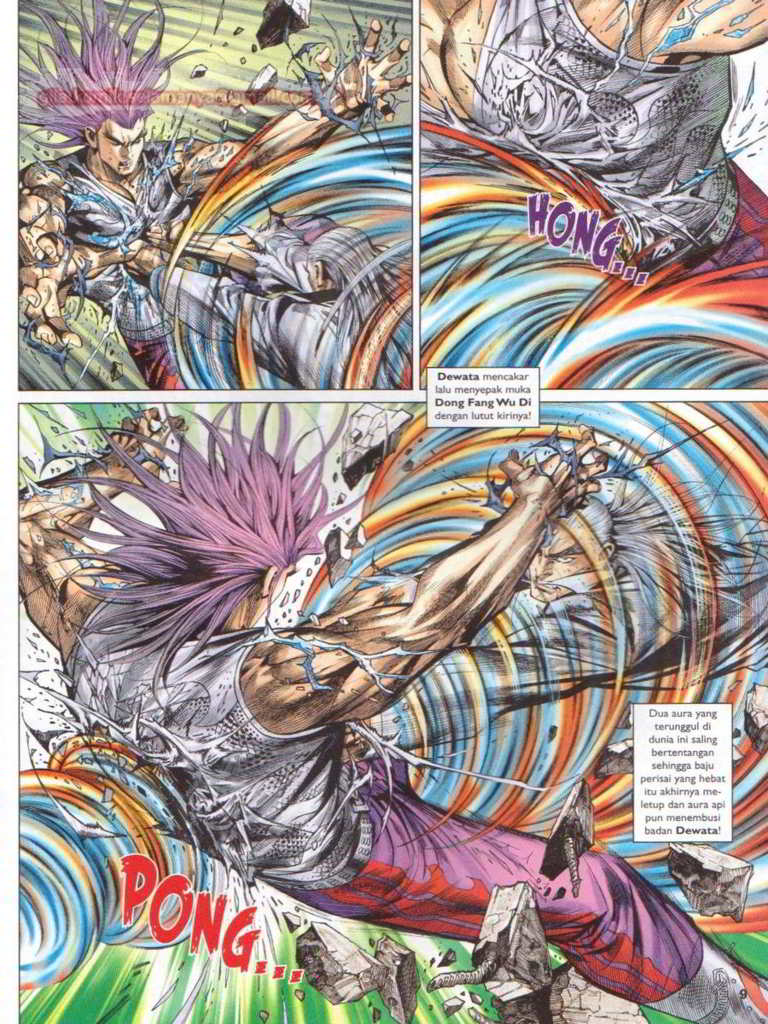 HONG...
Dewata mencakar
lalu menyepak muka
Dong Fang Wu Di
dengan lutut kirinya!
Dua aura yang
terunggul di
dunia ini saling
bertentangan
sehingga baju
perisai yang hebat
itu akhirnya me-
letup dan aura api
pun menembusi
badan Dewata!
PONG...
9